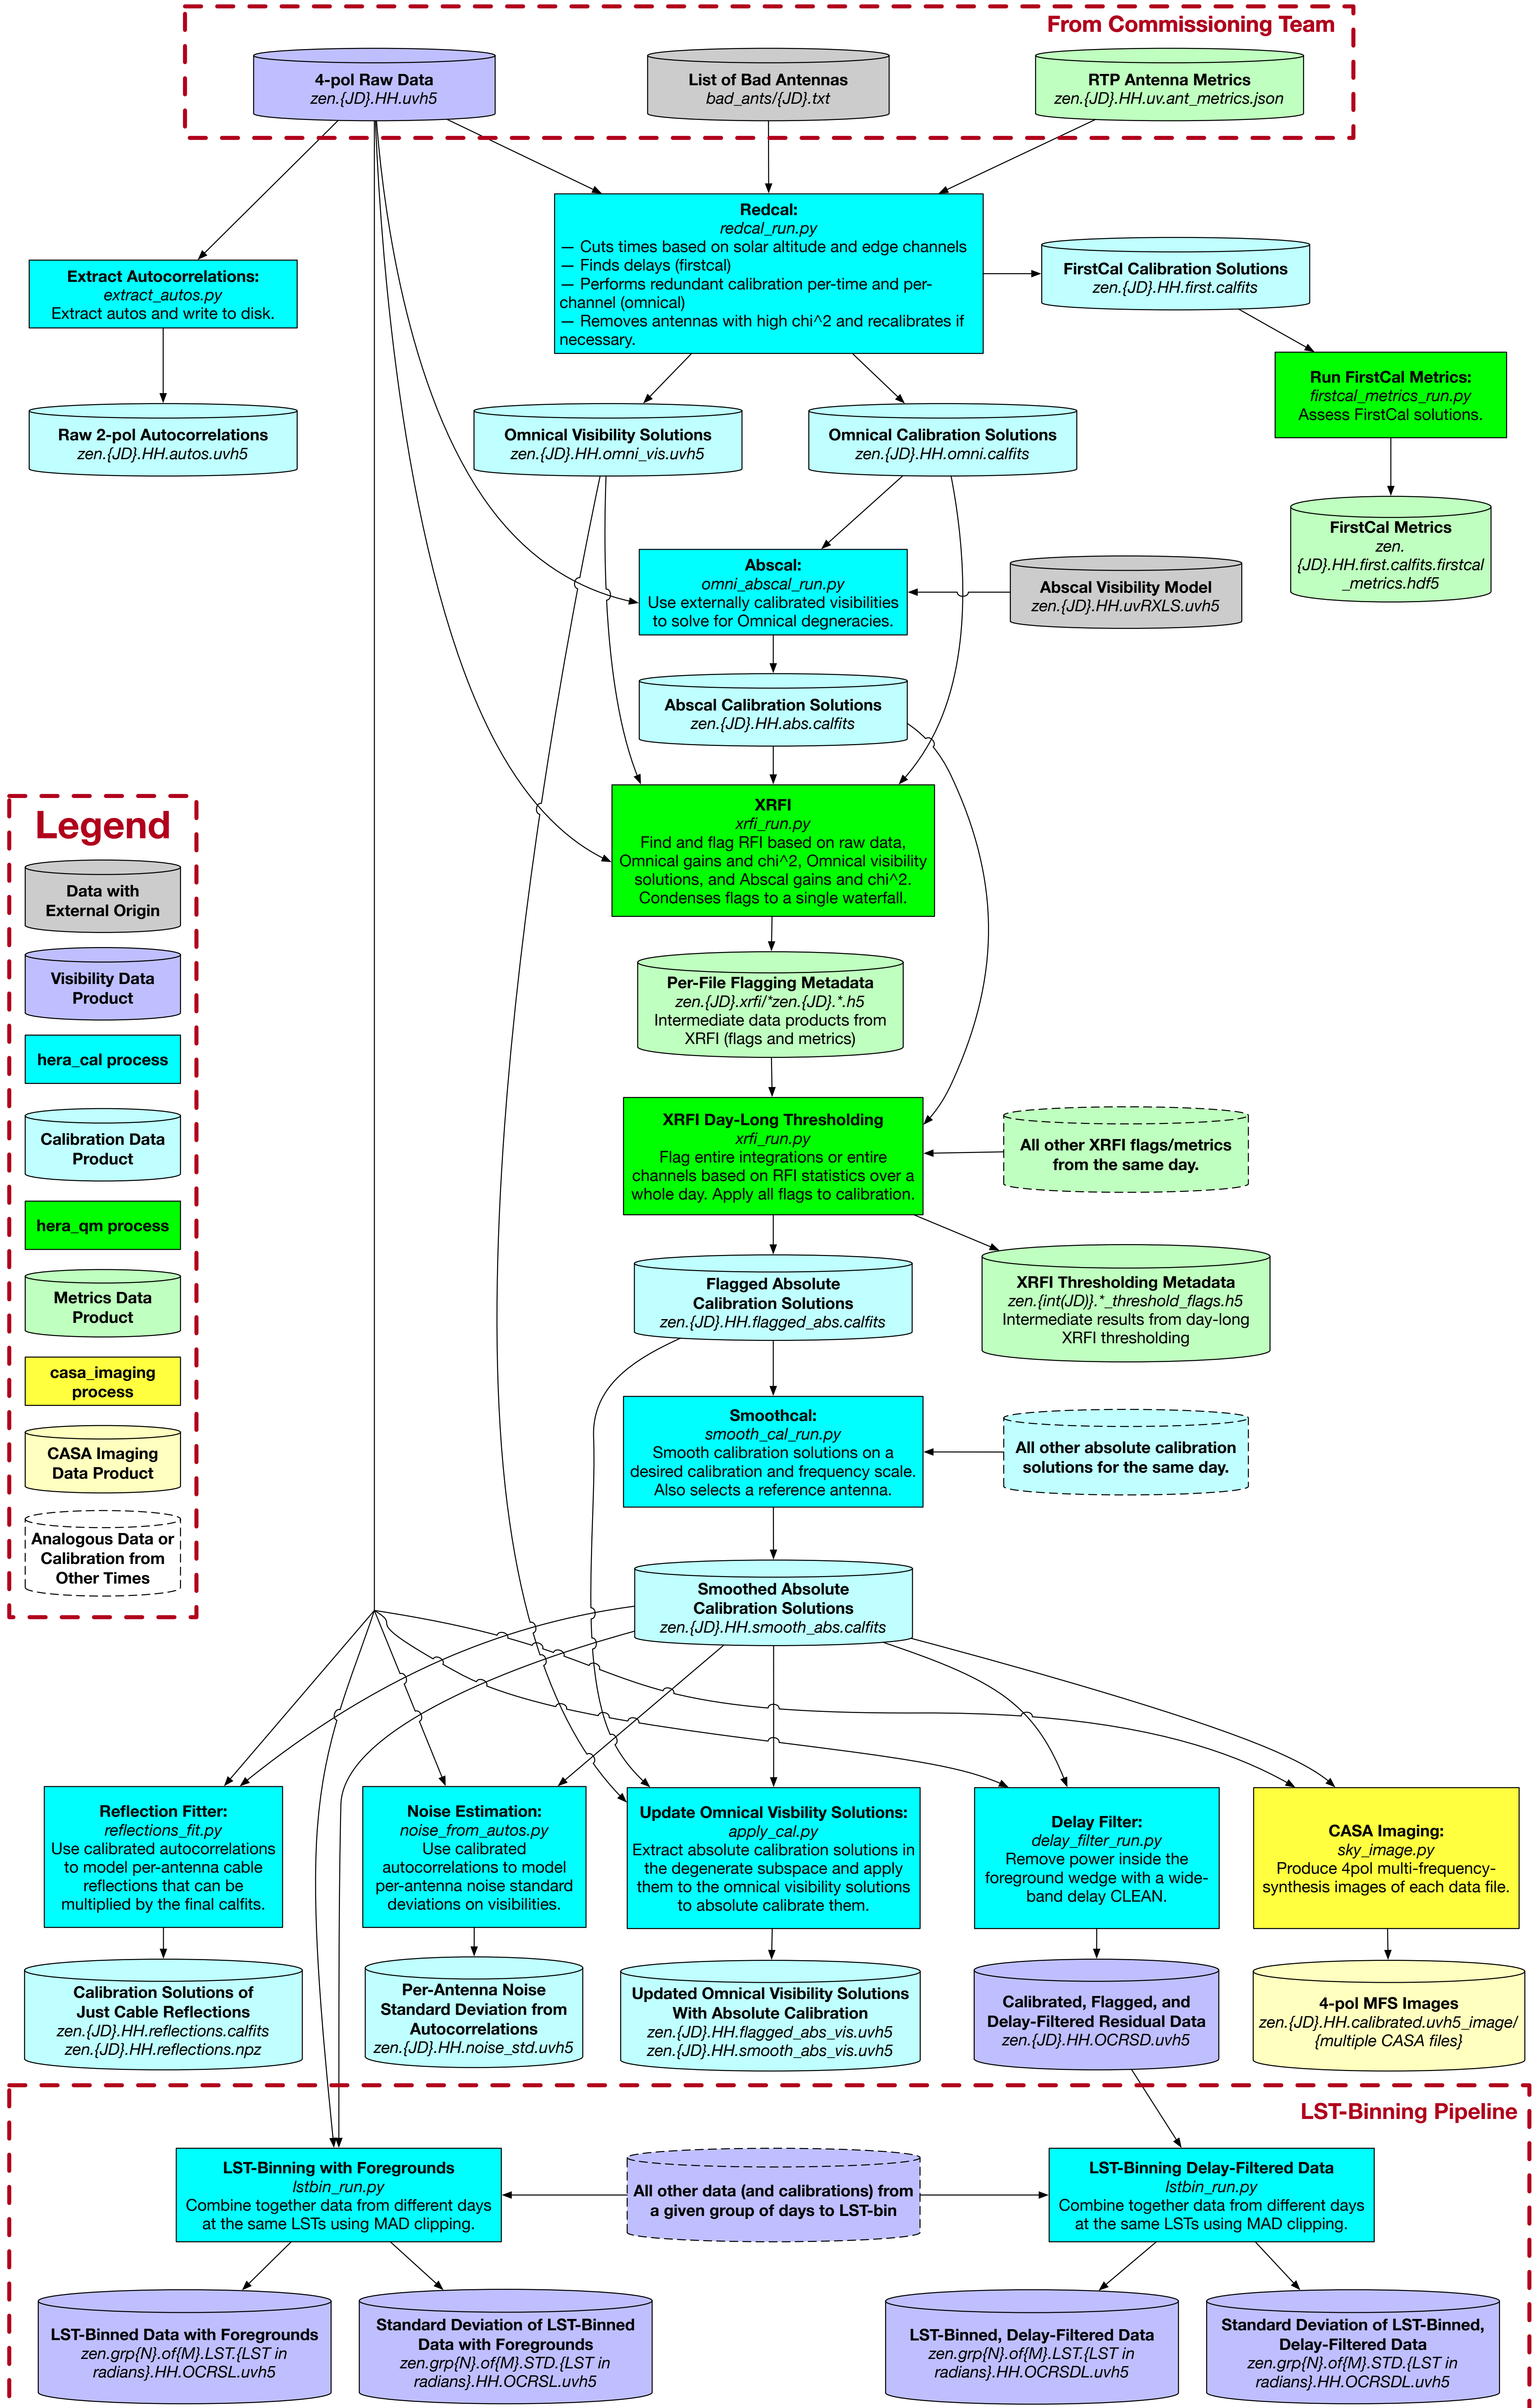 From Commissioning Team
4-pol Raw Data
zen.{JD}.HH.uvh5
List of Bad Antennas
bad_ants/{JD}.txt
RTP Antenna Metrics
zen.{JD}.HH.uv.ant_metrics.json
Redcal:
redcal_run.py
— Cuts times based on solar altitude and edge channels
— Finds delays (firstcal)
— Performs redundant calibration per-time and per-
channel (omnical)
— Removes antennas with high chi^2 and recalibrates if
necessary.
Extract Autocorrelations:
extract_autos.py
Extract autos and write to disk.
FirstCal Calibration Solutions
zen.{JD}.HH.first.calfits
Run FirstCal Metrics:
firstcal_metrics_run.py
Assess FirstCal solutions.
Raw 2-pol Autocorrelations
zen.{JD}.HH.autos.uvh5
Omnical Visibility Solutions
zen.{JD}.HH.omni_vis.uvh5
Omnical Calibration Solutions
zen.{JD}.HH.omni.calfits
FirstCal Metrics
zen.
{JD}.HH.first.calfits.firstcal
_metrics.hdf5
Abscal:
omni_abscal_run.py
Use externally calibrated visibilities
to solve for Omnical degneracies.
Abscal Visibility Model
zen.{JD}.HH.uvRXLS.uvh5
Abscal Calibration Solutions
zen.{JD}.HH.abs.calfits
XRFI
xrfi_run.py
Find and flag RFI based on raw data,
Omnical gains and chi^2, Omnical visibility
solutions, and Abscal gains and chi^2.
Condenses flags to a single waterfall.
Per-File Flagging Metadata
zen.{JD}.xrfi/*zen.{JD}.*.h5
Intermediate data products from
XRFI (flags and metrics)
XRFI Day-Long Thresholding
xrfi_run.py
Flag entire integrations or entire
channels based on RFI statistics over a
whole day. Apply all flags to calibration.
All other XRFI flags/metrics
from the same day.
Flagged Absolute
Calibration Solutions
zen.{JD}.HH.flagged_abs.calfits
XRFI Thresholding Metadata
zen.{int(JD)}.*_threshold_flags.h5
Intermediate results from day-long
XRFI thresholding
Smoothcal:
smooth_cal_run.py
Smooth calibration solutions on a
desired calibration and frequency scale.
Also selects a reference antenna.
All other absolute calibration
solutions for the same day.
Smoothed Absolute
Calibration Solutions
zen.{JD}.HH.smooth_abs.calfits
Legend
Data with
External Origin
Visibility Data
Product
hera_cal process
Calibration Data
Product
hera_qm process
Metrics Data
Product
casa_imaging
process
CASA Imaging
Data Product
Analogous Data or
Calibration from
Other Times
Reflection Fitter:
reflections_fit.py
Use calibrated autocorrelations
to model per-antenna cable
reflections that can be
multiplied by the final calfits.
Noise Estimation:
noise_from_autos.py
Use calibrated
autocorrelations to model
per-antenna noise standard
deviations on visibilities.
Update Omnical Visbility Solutions:
apply_cal.py
Extract absolute calibration solutions in
the degenerate subspace and apply
them to the omnical visibility solutions
to absolute calibrate them.
Delay Filter:
delay_filter_run.py
Remove power inside the
foreground wedge with a wide-
band delay CLEAN.
CASA Imaging:
sky_image.py
Produce 4pol multi-frequency-
synthesis images of each data file.
Calibration Solutions of
Just Cable Reflections
zen.{JD}.HH.reflections.calfits
zen.{JD}.HH.reflections.npz
Per-Antenna Noise
Standard Deviation from
Autocorrelations
zen.{JD}.HH.noise_std.uvh5
Updated Omnical Visibility Solutions
With Absolute Calibration
zen.{JD}.HH.flagged_abs_vis.uvh5
zen.{JD}.HH.smooth_abs_vis.uvh5
Calibrated, Flagged, and
Delay-Filtered Residual Data
zen.{JD}.HH.OCRSD.uvh5
4-pol MFS Images
zen.{JD}.HH.calibrated.uvh5_image/
{multiple CASA files}
LST-Binning Pipeline
LST-Binning with Foregrounds
lstbin_run.py
Combine together data from different days
at the same LSTs using MAD clipping.
All other data (and calibrations) from
a given group of days to LST-bin
LST-Binning Delay-Filtered Data
lstbin_run.py
Combine together data from different days
at the same LSTs using MAD clipping.
LST-Binned Data with Foregrounds
zen.grp{N}.of{M}.LST.{LST in
radians}.HH.OCRSL.uvh5
Standard Deviation of LST-Binned
Data with Foregrounds
zen.grp{N}.of{M}.STD.{LST in
radians}.HH.OCRSL.uvh5
LST-Binned, Delay-Filtered Data
zen.grp{N}.of{M}.LST.{LST in
radians}.HH.OCRSDL.uvh5
Standard Deviation of LST-Binned,
Delay-Filtered Data
zen.grp{N}.of{M}.STD.{LST in
radians}.HH.OCRSDL.uvh5